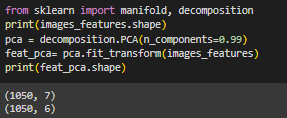 from sklearn import manifold, decomposition
print(images_features.shape)
pca = decomposition.PCA(n_components=0.99)
feat_pca= pca.fit_transform(images_features)
print(feat_pca.shape)
(1050, 7)
(1050, 6)